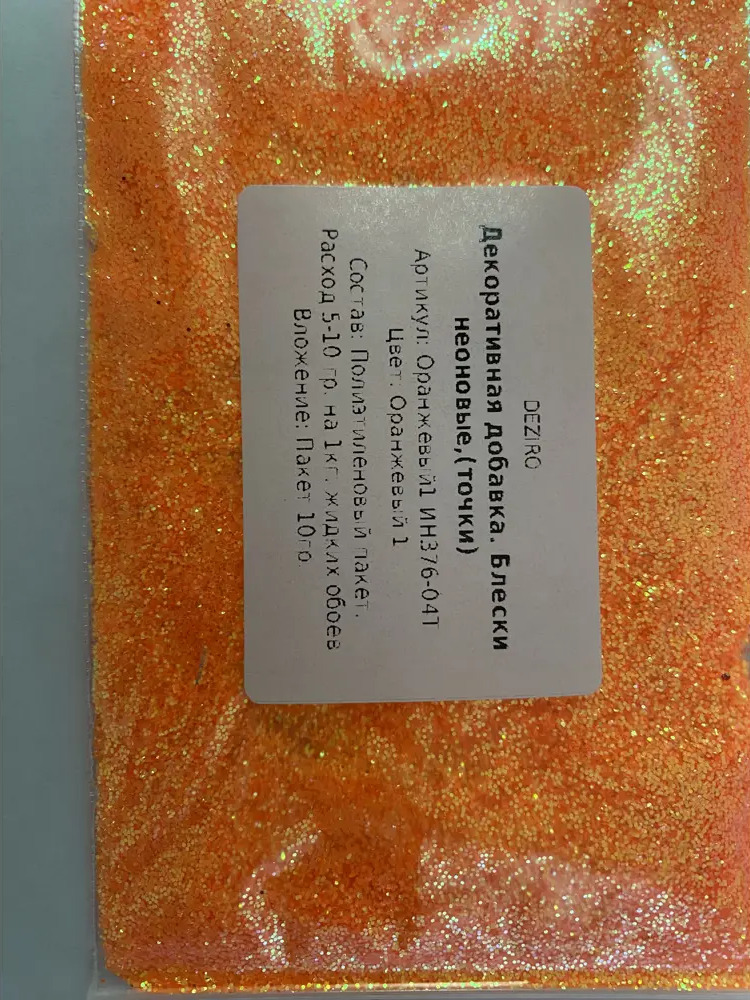 DEZIRO
Декоративная добавка. Блески
неоновые,(точки)
Артикул: Оранжевый1 ИН376-04Т
Цвет: Оранжевый 1
Состав: Полиэтиленовый пакет.
Расход 5-10 гр. на 1кг. жидких обоев
Вложение: Пакет 10гр